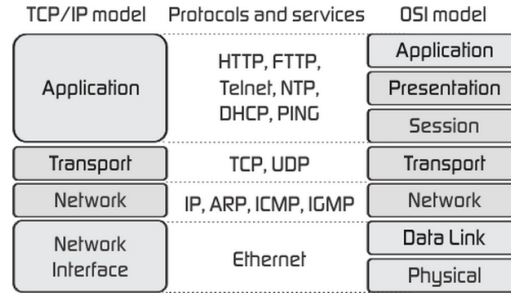 TCP/IP model Protocols and services OSI model
Application
HTTP, FTTP,
Telnet, NTP,
DHCP, PING
Application
Presentation
Session
Transport TCP, UDP Transport
Network IP, ARP, ICMP, IGMP Network
Network
Interface
Ethernet
Data Link
Physical